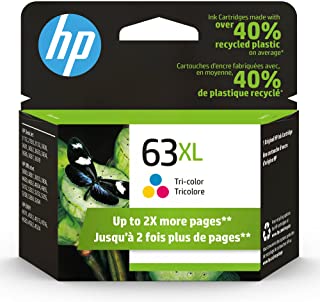 hp
Ink Cartridges made with
over 40%
recycled plastic
on average*
Cartouches d'encre fabriquées avec,
en moyenne,
40%
de plastique recyclé*
63XL
Tri-color
Tricolore
Up to 2X more pages**
Jusqu'à 2 fois plus de pages**